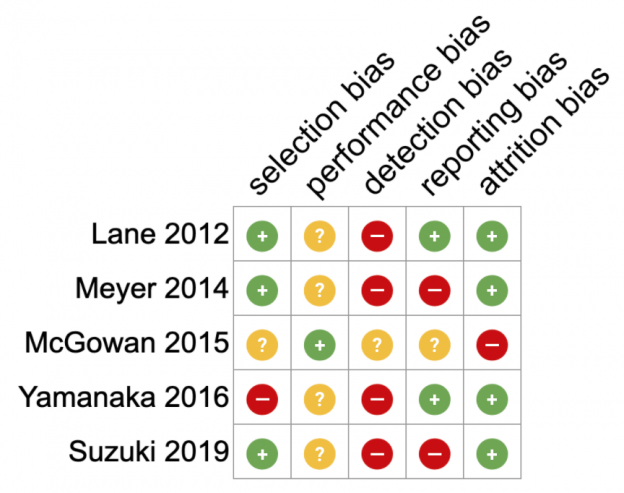 selection bias
performance bias
detection bias
reporting bias
attrition bias
Lane 2012 + ? − + +
Meyer 2014 + ? − − +
McGowan 2015 ? + ? ? −
Yamanaka 2016 − ? − + +
Suzuki 2019 + ? − − +